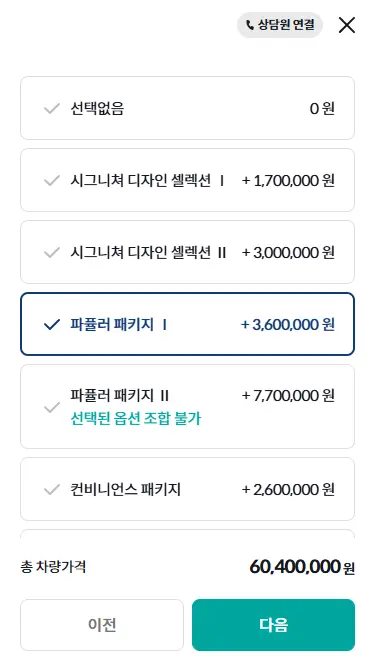 상담원 연결
선택없음 0 원
시그니쳐 디자인 셀렉션 Ⅰ + 1,700,000 원
시그니쳐 디자인 셀렉션 Ⅱ + 3,000,000 원
파퓰러 패키지 Ⅰ + 3,600,000 원
파퓰러 패키지 Ⅱ + 7,700,000 원
선택된 옵션 조합 불가
컨비니언스 패키지 + 2,600,000 원
총 차량가격 60,400,000 원
이전 다음